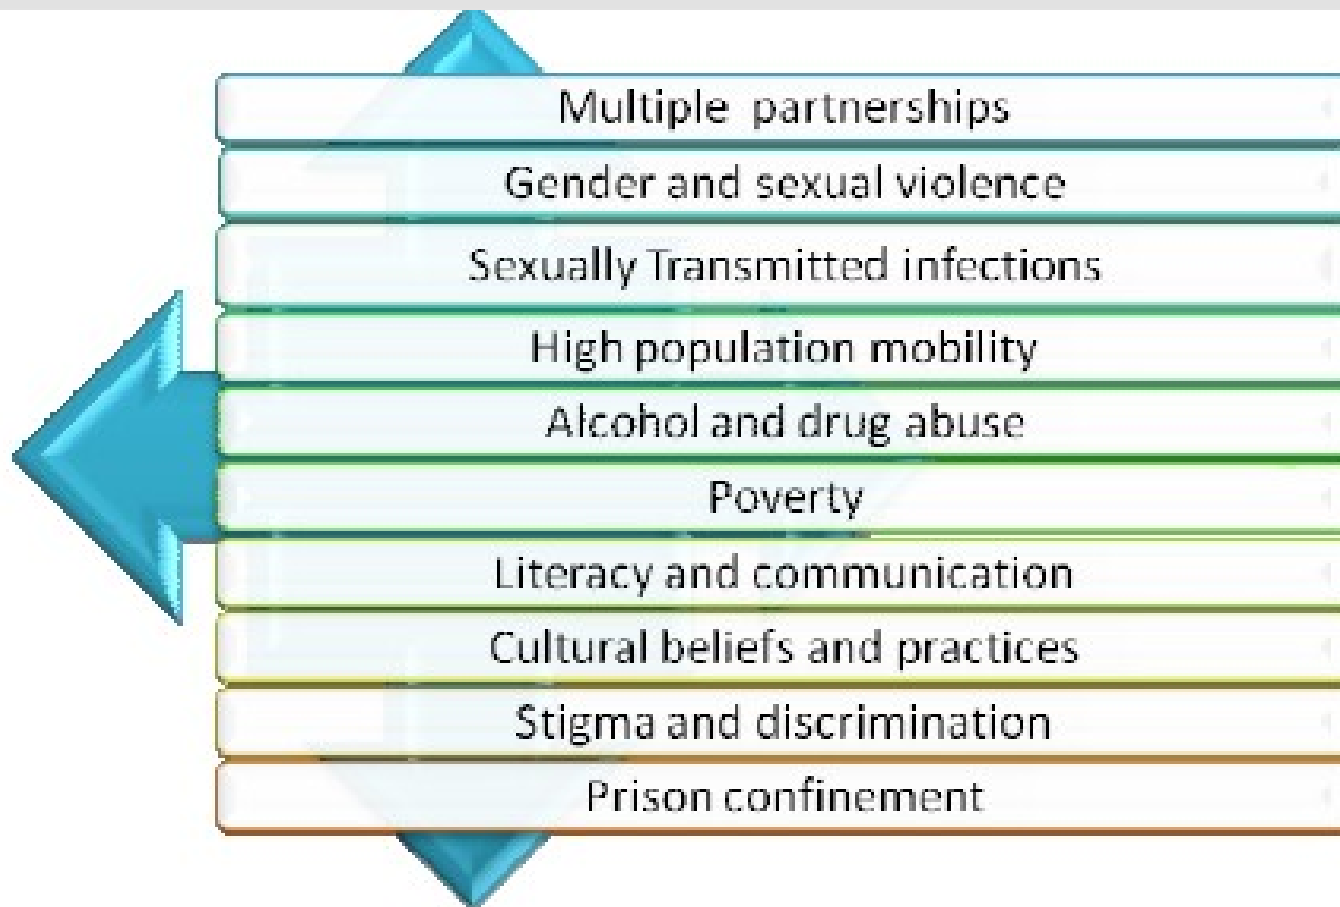 Multiple partnerships
Gender and sexual violence
Sexually Transmitted infections
High population mobility
Alcohol and drug abuse
Poverty
Literacy and communication
Cultural beliefs and practices
Stigma and discrimination
Prison confinement